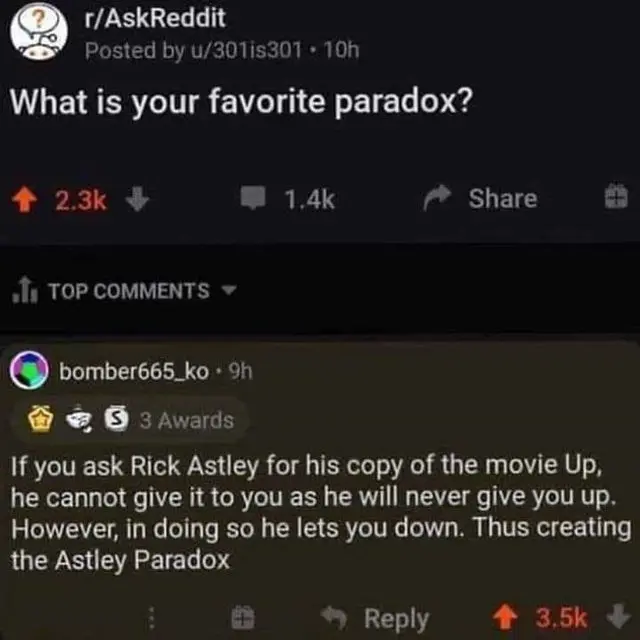 r/AskReddit
Posted by u/301is301 • 10h
What is your favorite paradox?
2.3k
1.4k
Share
TOP COMMENTS
bomber665_ko • 9h
S 3 Awards
If you ask Rick Astley for his copy of the movie Up,
he cannot give it to you as he will never give you up.
However, in doing so he lets you down. Thus creating
the Astley Paradox
Reply
3.5k